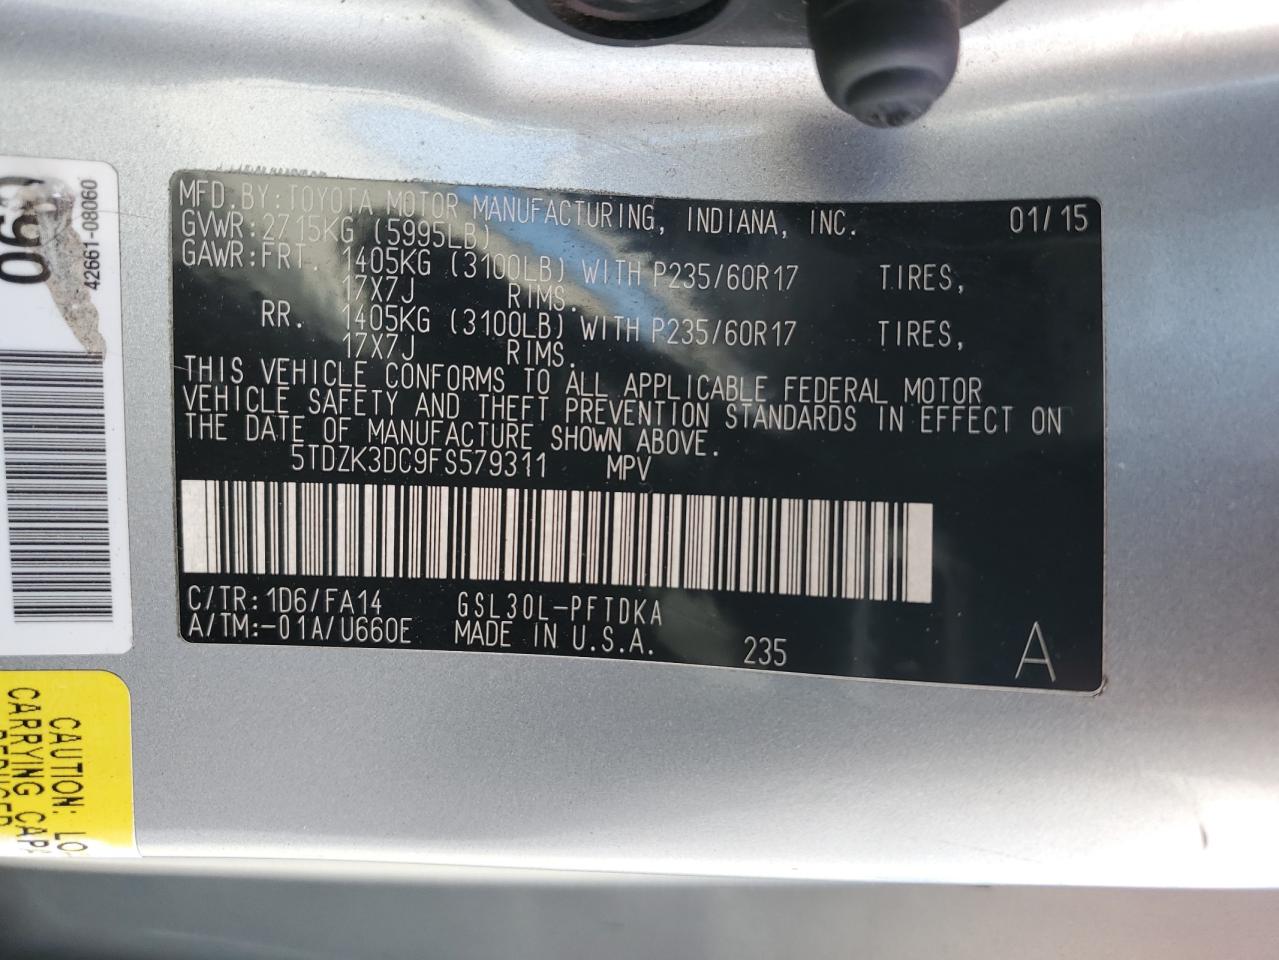 MFD.BY:TOYOTA MOTOR MANUFACTURING, INDIANA, INC. 01/15
GVWR:2715KG (5995LB)
GAWR:FRT. 1405KG (3100LB) WITH P235/60R17 TIRES,
17X7J RIMS.
RR. 1405KG (3100LB) WITH P235/60R17 TIRES,
17X7J RIMS.
THIS VEHICLE CONFORMS TO ALL APPLICABLE FEDERAL MOTOR
VEHICLE SAFETY AND THEFT PREVENTION STANDARDS IN EFFECT ON
THE DATE OF MANUFACTURE SHOWN ABOVE.
5TDZK3DC9FS579311 MPV
C/TR:1D6/FA14 GSL30L-PFTDKA
A/TM:-01A/U660E MADE IN U.S.A. 235 A
42661-08060
CAUTION: LO
CARRYING CAP